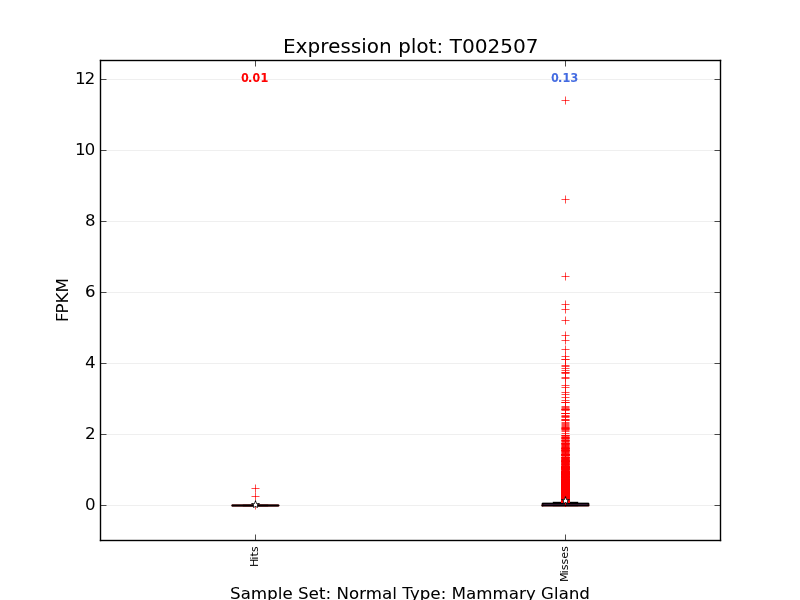 Expression plot: T002507
0.01
0.13
12
10
8
6
4
2
0
FPKM
Hits
Misses
Sample Set: Normal Type: Mammary Gland